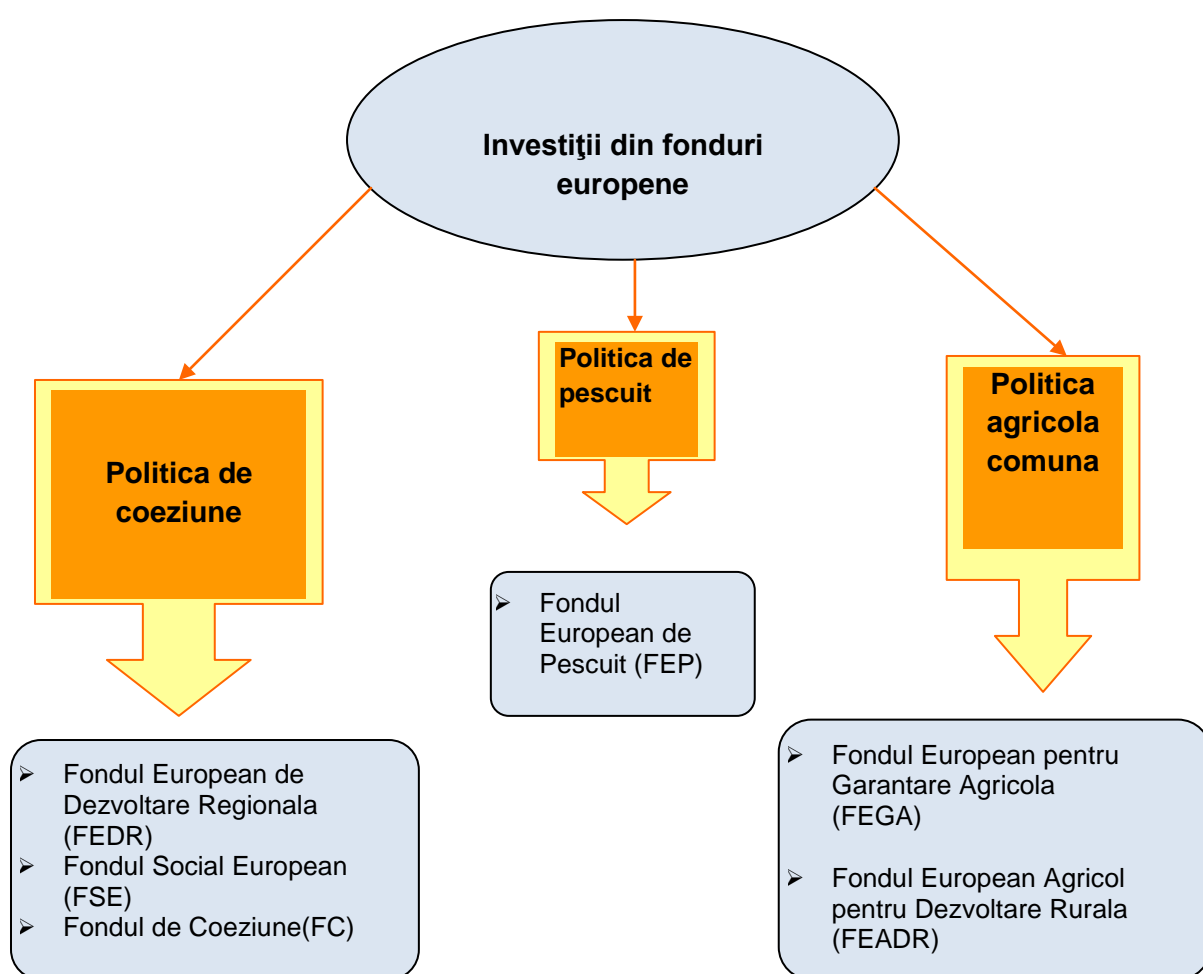 Investiţii din fonduri
europene
Politica de
coeziune
Politica de
pescuit
Politica
agricola
comuna
➢ Fondul European de
Dezvoltare Regionala
(FEDR)
➢ Fondul Social European
(FSE)
➢ Fondul de Coeziune(FC)
➢ Fondul
European de
Pescuit (FEP)
➢ Fondul European pentru
Garantare Agricola
(FEGA)
➢ Fondul European Agricol
pentru Dezvoltare Rurala
(FEADR)